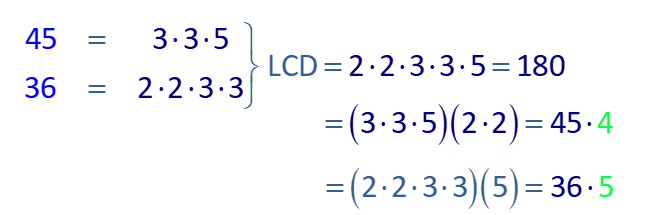 45 = 3·3·5
36 = 2·2·3·3
LCD = 2·2·3·3·5 = 180
= (3·3·5)(2·2) = 45·4
= (2·2·3·3)(5) = 36·5